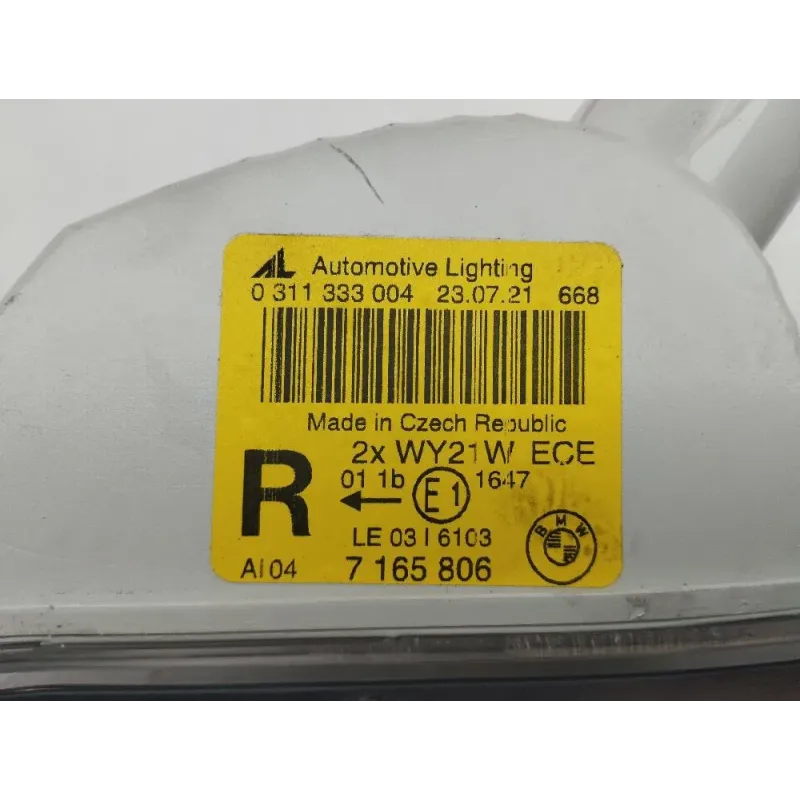 AL Automotive Lighting
0 311 333 004 23.07.21 668
Made in Czech Republic
2x WY21W ECE
R 01 1b ← E1 1647
LE 03 I 6103
AI 04 7 165 806
BMW